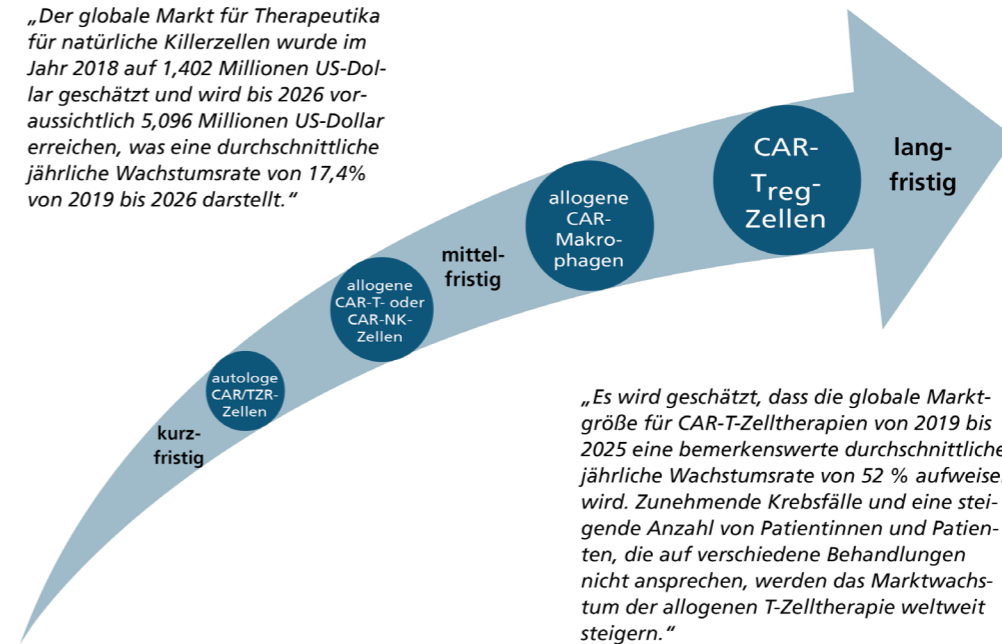 „Der globale Markt für Therapeutika
für natürliche Killerzellen wurde im
Jahr 2018 auf 1,402 Millionen US-Dol-
lar geschätzt und wird bis 2026 vor-
aussichtlich 5,096 Millionen US-Dollar
erreichen, was eine durchschnittliche
jährliche Wachstumsrate von 17,4%
von 2019 bis 2026 darstellt.“
kurz-
fristig
autologe
CAR/TZR-
Zellen
allogene
CAR-T- oder
CAR-NK-
Zellen
mittel-
fristig
allogene
CAR-
Makro-
phagen
CAR-
Treg-
Zellen
lang-
fristig
„Es wird geschätzt, dass die globale Markt-
größe für CAR-T-Zelltherapien von 2019 bis
2025 eine bemerkenswerte durchschnittliche
jährliche Wachstumsrate von 52 % aufweisen
wird. Zunehmende Krebsfälle und eine stei-
gende Anzahl von Patientinnen und Patien-
ten, die auf verschiedene Behandlungen
nicht ansprechen, werden das Marktwachs-
tum der allogenen T-Zelltherapie weltweit
steigern.“